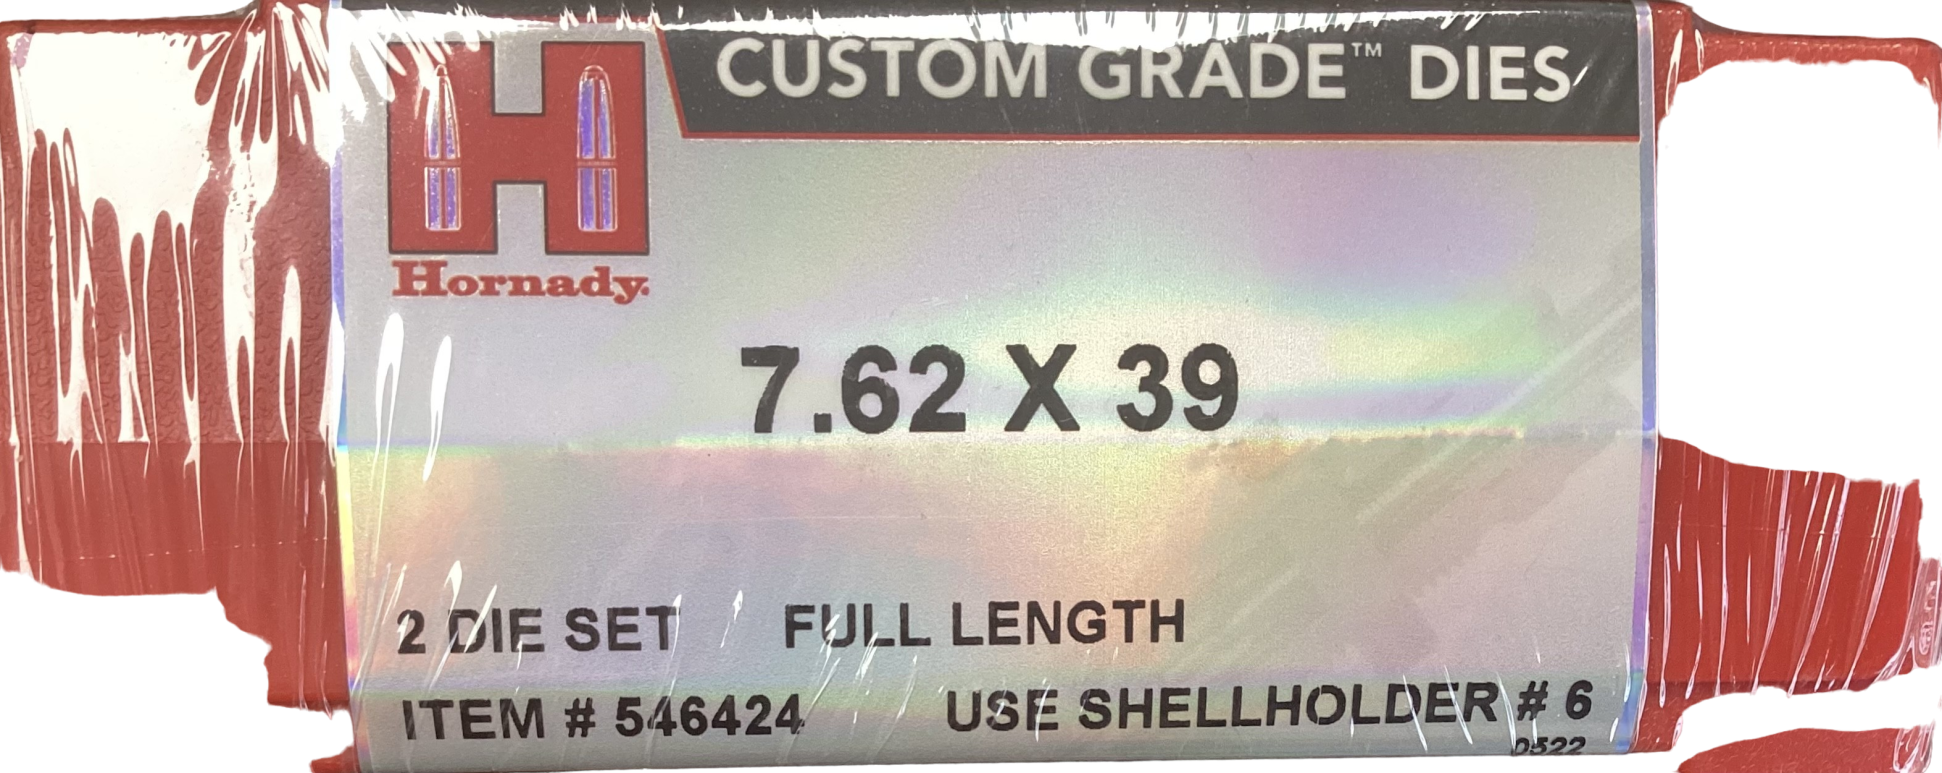 CUSTOM GRADE™ DIES
Hornady.
7.62 X 39
2 DIE SET FULL LENGTH
ITEM # 546424 USE SHELLHOLDER # 6
0522